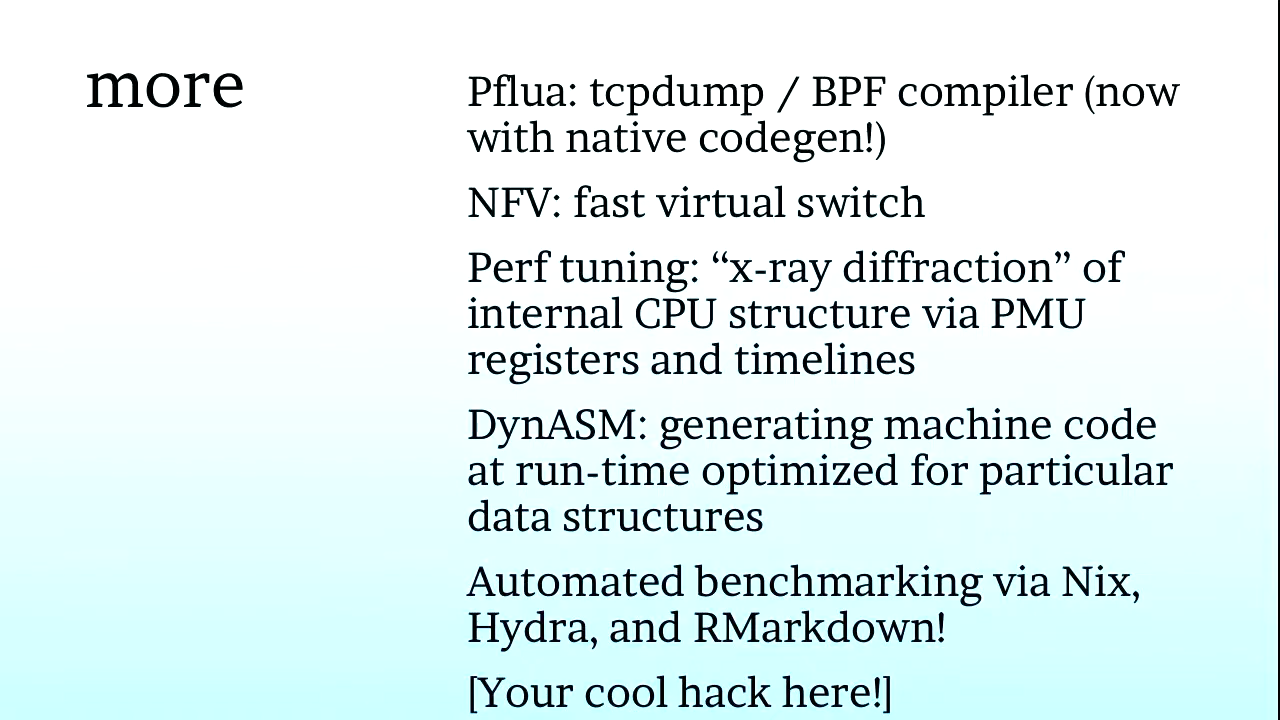 more
Pflua: tcpdump / BPF compiler (now
with native codegen!)
NFV: fast virtual switch
Perf tuning: “x-ray diffraction” of
internal CPU structure via PMU
registers and timelines
DynASM: generating machine code
at run-time optimized for particular
data structures
Automated benchmarking via Nix,
Hydra, and RMarkdown!
[Your cool hack here!]